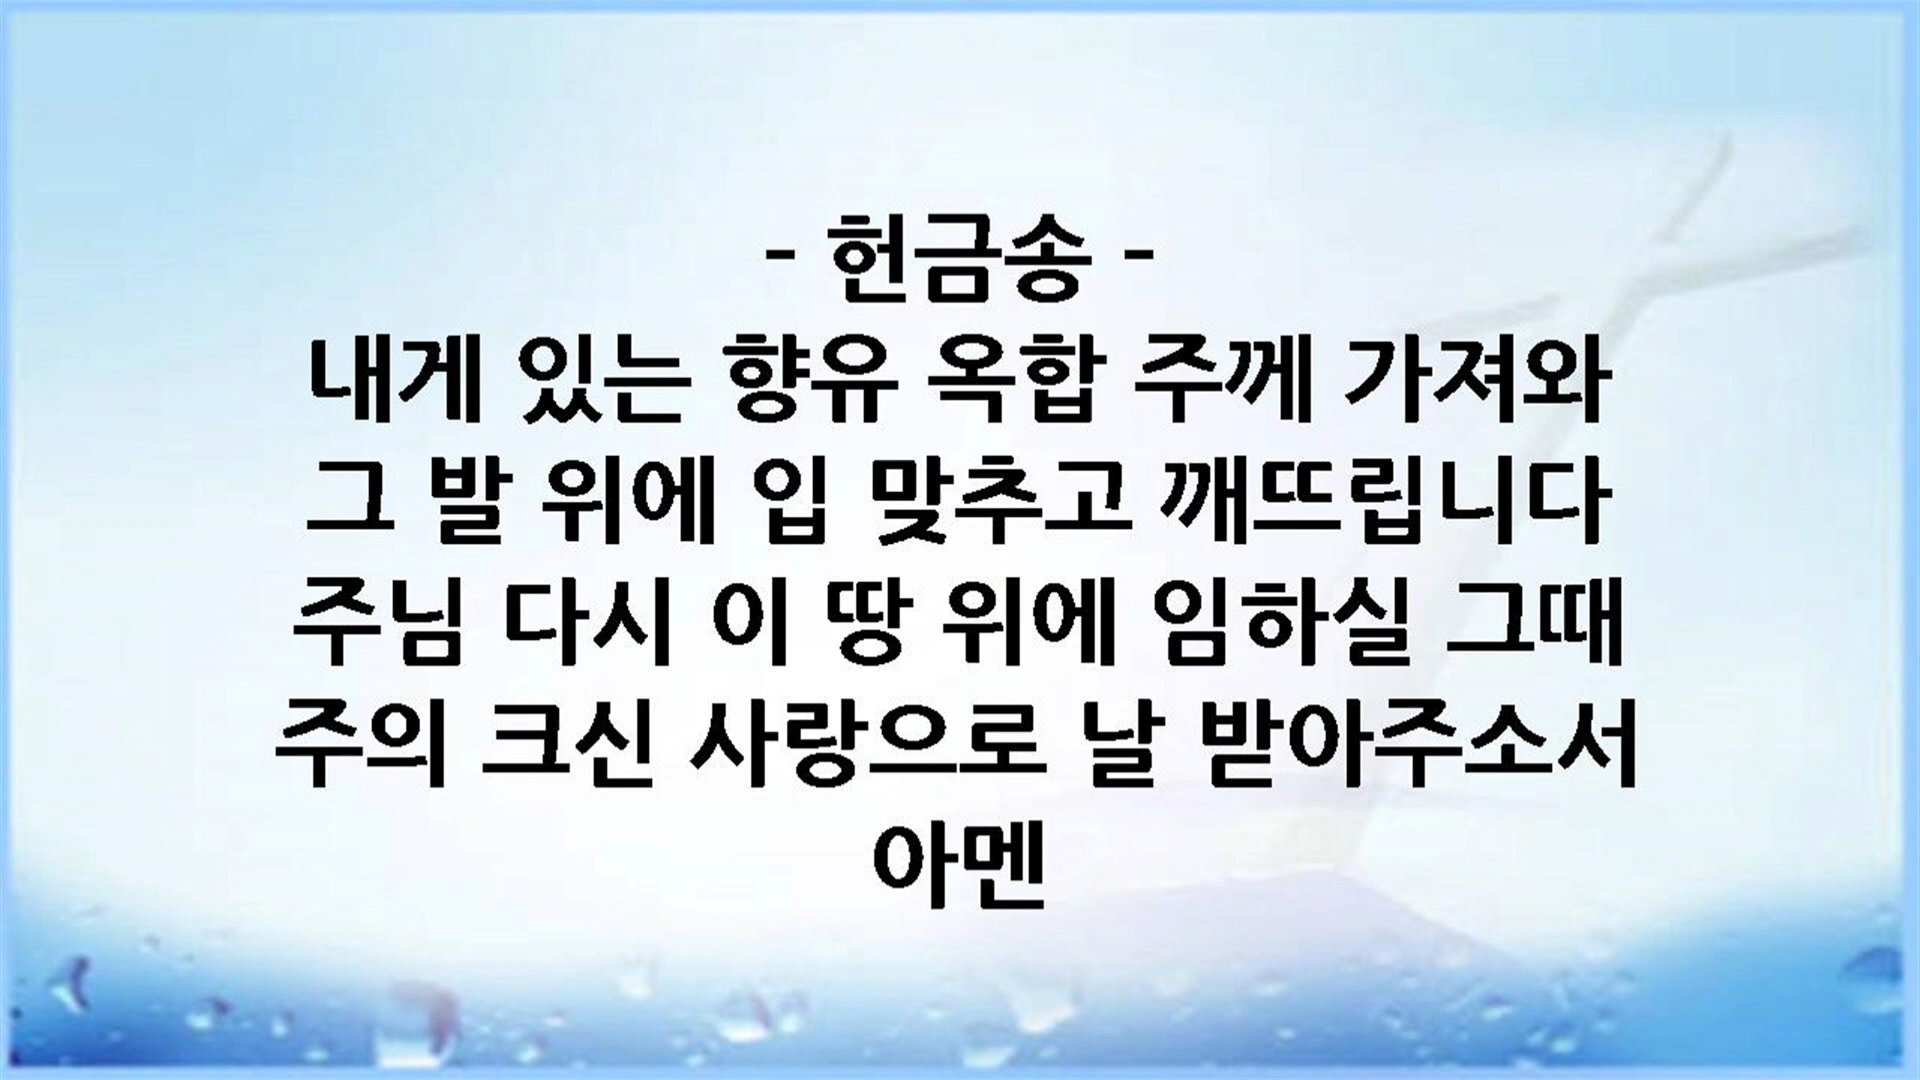 - 헌금송 -
내게 있는 향유 옥합 주께 가져와
그 발 위에 입 맞추고 깨뜨립니다
주님 다시 이 땅 위에 임하실 그때
주의 크신 사랑으로 날 받아주소서
아멘